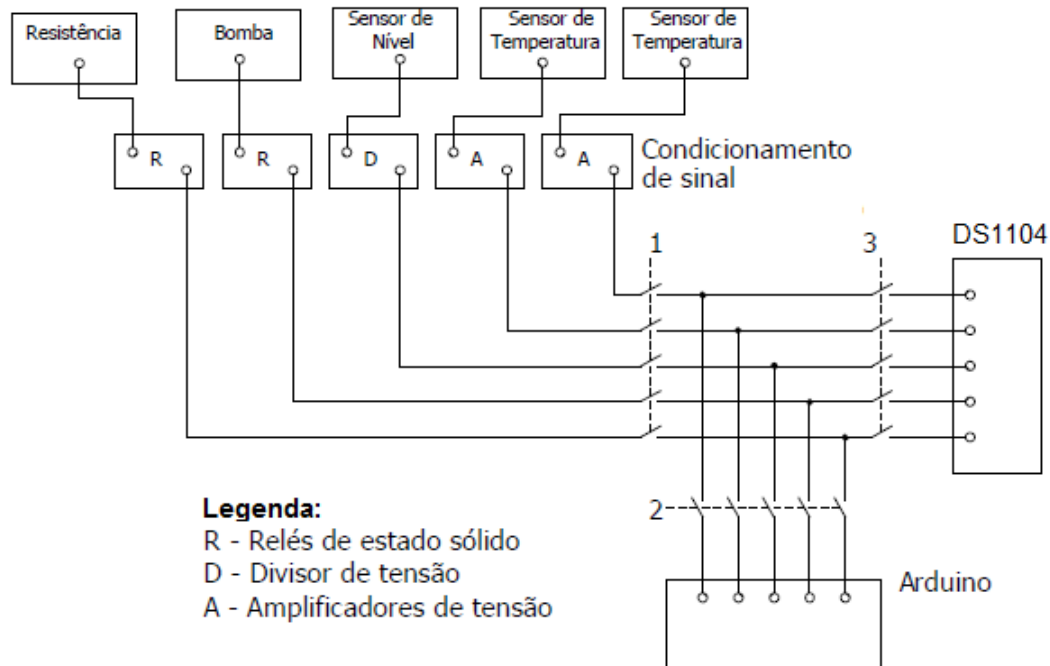 Resistência
Bomba
Sensor de
Nível
Sensor de
Temperatura
Sensor de
Temperatura
R
R
D
A
A
Condicionamento
de sinal
1
3
DS1104
2
Legenda:
R - Relés de estado sólido
D - Divisor de tensão
A - Amplificadores de tensão
Arduino